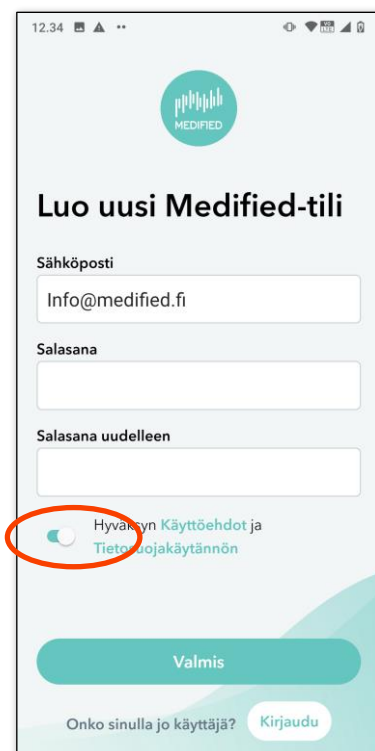 12.34
MEDIFIED
Luo uusi Medified-tili
Sähköposti
Info@medified.fi
Salasana
Salasana uudelleen
Hyväksyn Käyttöehdot ja
Tietosuojakäytännön
Valmis
Onko sinulla jo käyttäjä? Kirjaudu